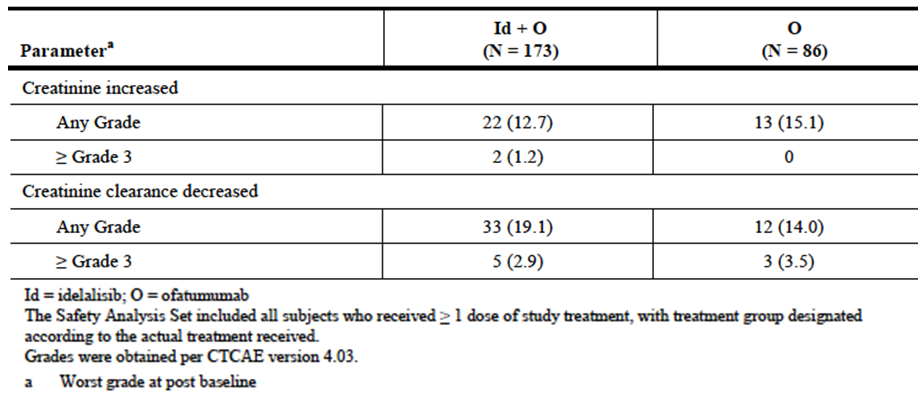 Parameterᵃ Id + O (N = 173) O (N = 86)
Creatinine increased
Any Grade 22 (12.7) 13 (15.1)
≥ Grade 3 2 (1.2) 0
Creatinine clearance decreased
Any Grade 33 (19.1) 12 (14.0)
≥ Grade 3 5 (2.9) 3 (3.5)
Id = idelalisib; O = ofatumumab
The Safety Analysis Set included all subjects who received ≥ 1 dose of study treatment, with treatment group designated
according to the actual treatment received.
Grades were obtained per CTCAE version 4.03.
a Worst grade at post baseline